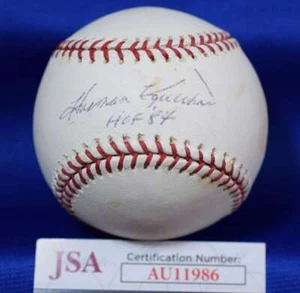 Harmon Killebrew
HOF 84
JSA
Certification Number:
AU11986